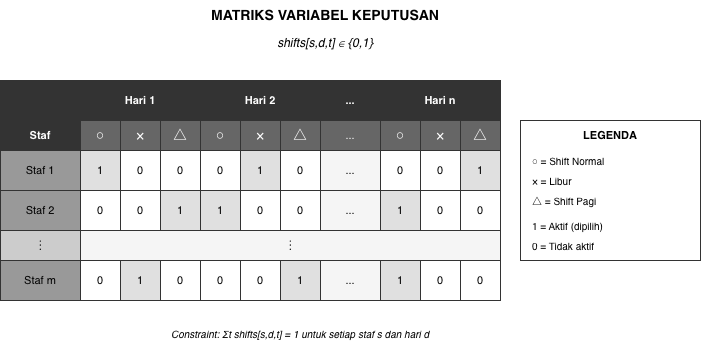 MATRIKS VARIABEL KEPUTUSAN
shifts[s,d,t] ∈ {0,1}
Hari 1 Hari 2 ... Hari n
Staf ○ × △ ○ × △ ... ○ × △
Staf 1 1 0 0 0 1 0 ... 0 0 1
Staf 2 0 0 1 1 0 0 ... 1 0 0
⋮ ⋮
Staf m 0 1 0 0 0 1 ... 1 0 0
LEGENDA
○ = Shift Normal
× = Libur
△ = Shift Pagi
1 = Aktif (dipilih)
0 = Tidak aktif
Constraint: Σt shifts[s,d,t] = 1 untuk setiap staf s dan hari d